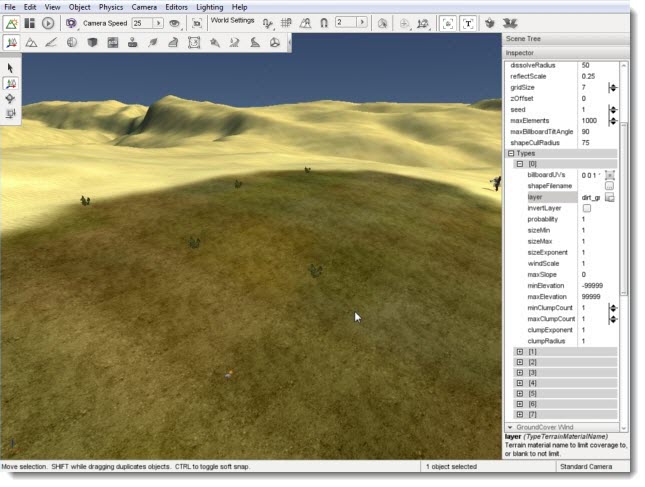 File Edit View Object Physics Camera Editors Lighting Help
Camera Speed 25 World Settings 2
Scene Tree
Inspector
dissolveRadius 50
reflectScale 0.25
gridSize 7
zOffset 0
seed 1
maxElements 1000
maxBillboardTiltAngle 90
shapeCullRadius 75
Types
[0]
billboardUVs 0 0 1
shapeFilename
layer dirt_gr
invertLayer
probability 1
sizeMin 1
sizeMax 1
sizeExponent 1
windScale 1
maxSlope 0
minElevation -99999
maxElevation 99999
minClumpCount 1
maxClumpCount 1
clumpExponent 1
clumpRadius 1
[1]
[2]
[3]
[4]
[5]
[6]
[7]
GroundCover Wind
layer (TypeTerrainMaterialName)
Terrain material name to limit coverage to,
or blank to not limit.
Move selection. SHIFT while dragging duplicates objects. CTRL to toggle soft snap. 1 object selected Standard Camera